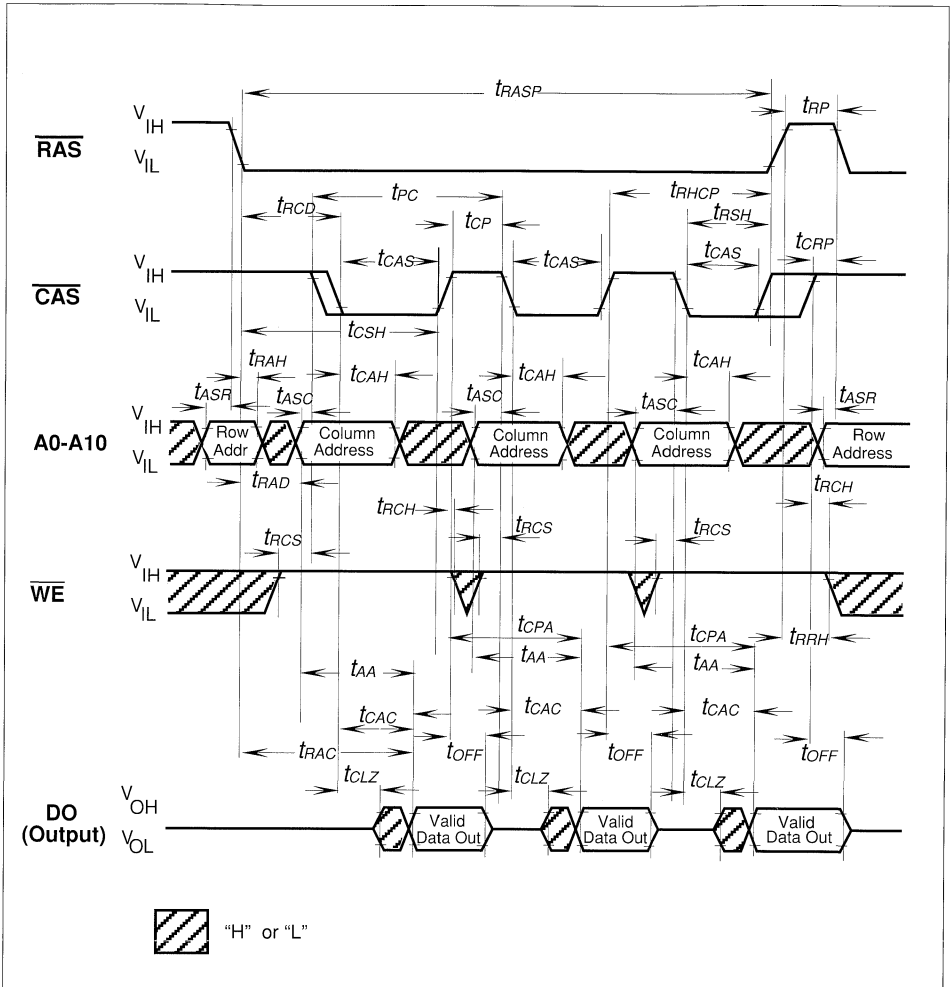 tRASP
tRP
VIH
RAS
VIL
tPC
tRHCP
tRCD
tCP
tRSH
tCRP
tCAS
tCAS
tCAS
VIH
CAS
VIL
tCSH
tRAH
tCAH
tCAH
tCAH
tASR
tASC
tASC
tASC
tASR
VIH
A0-A10
VIL
Row Addr
Column Address
Column Address
Column Address
Row Address
tRAD
tRCH
tRCH
tRCS
tRCS
tRCS
VIH
WE
VIL
tCPA
tCPA
tRRH
tAA
tAA
tAA
tCAC
tCAC
tCAC
tRAC
tOFF
tOFF
tOFF
tCLZ
tCLZ
tCLZ
VOH
DO
(Output)
VOL
Valid Data Out
Valid Data Out
Valid Data Out
"H" or "L"